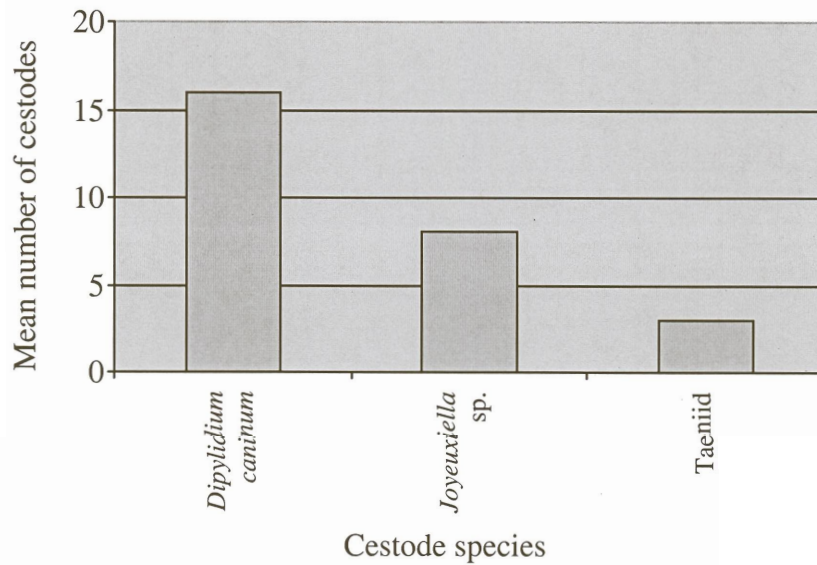 Mean number of cestodes
20
15
10
5
0
Dipylidium
caninum
Joyeuxiella
sp.
Taeniid
Cestode species